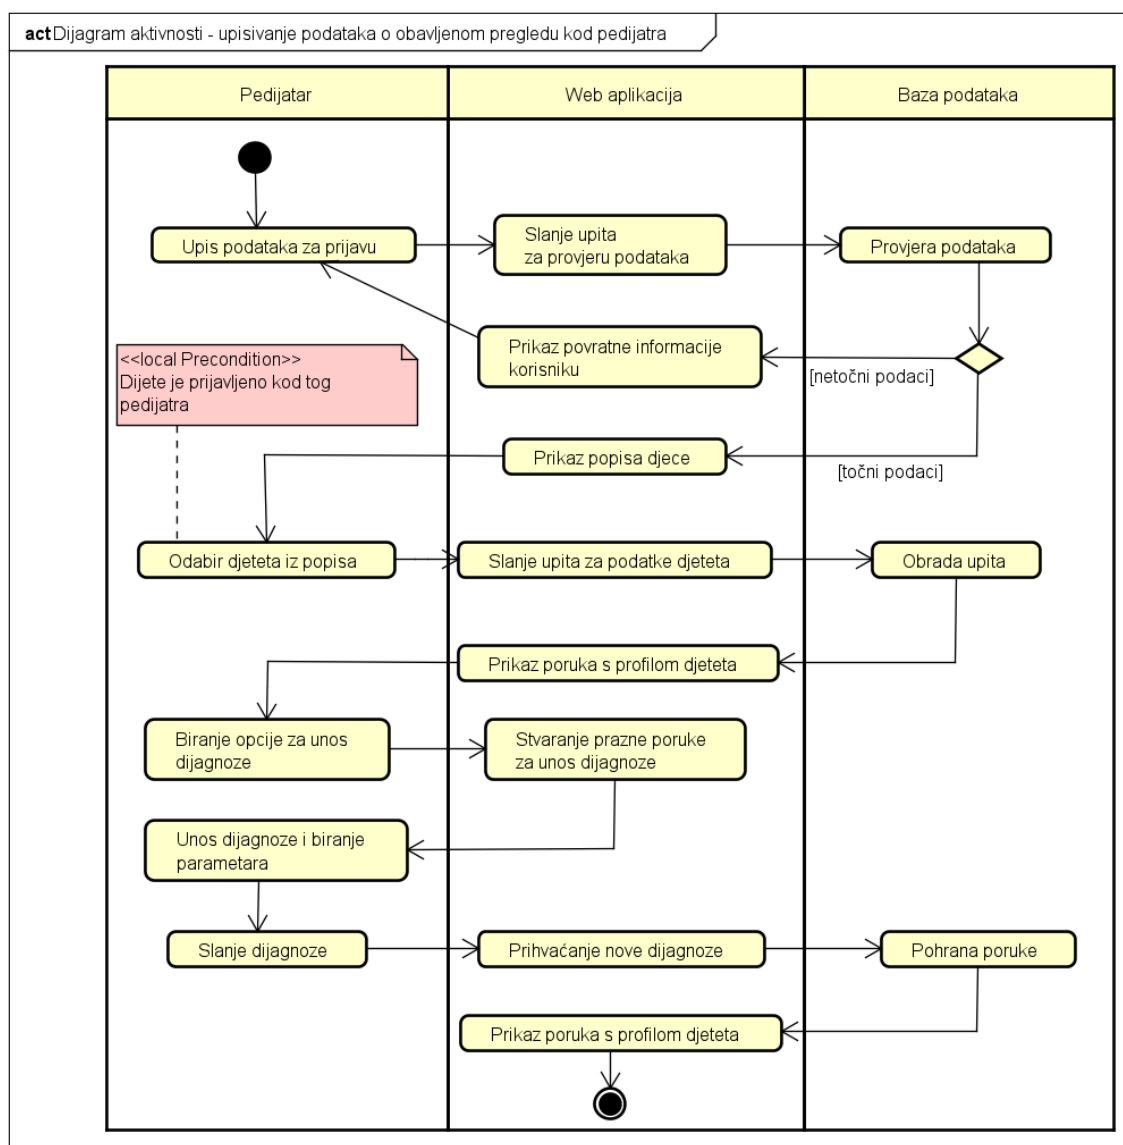 act Dijagram aktivnosti - upisivanje podataka o obavljenom pregledu kod pedijatra
Pedijatar
Web aplikacija
Baza podataka
Upis podataka za prijavu
Slanje upita
za provjeru podataka
Provjera podataka
Prikaz povratne informacije
korisniku
[netočni podaci]
<<local Precondition>>
Dijete je prijavljeno kod tog
pedijatra
Prikaz popisa djece
[točni podaci]
Odabir djeteta iz popisa
Slanje upita za podatke djeteta
Obrada upita
Prikaz poruka s profilom djeteta
Biranje opcije za unos
dijagnoze
Stvaranje prazne poruke
za unos dijagnoze
Unos dijagnoze i biranje
parametara
Slanje dijagnoze
Prihvaćanje nove dijagnoze
Pohrana poruke
Prikaz poruka s profilom djeteta